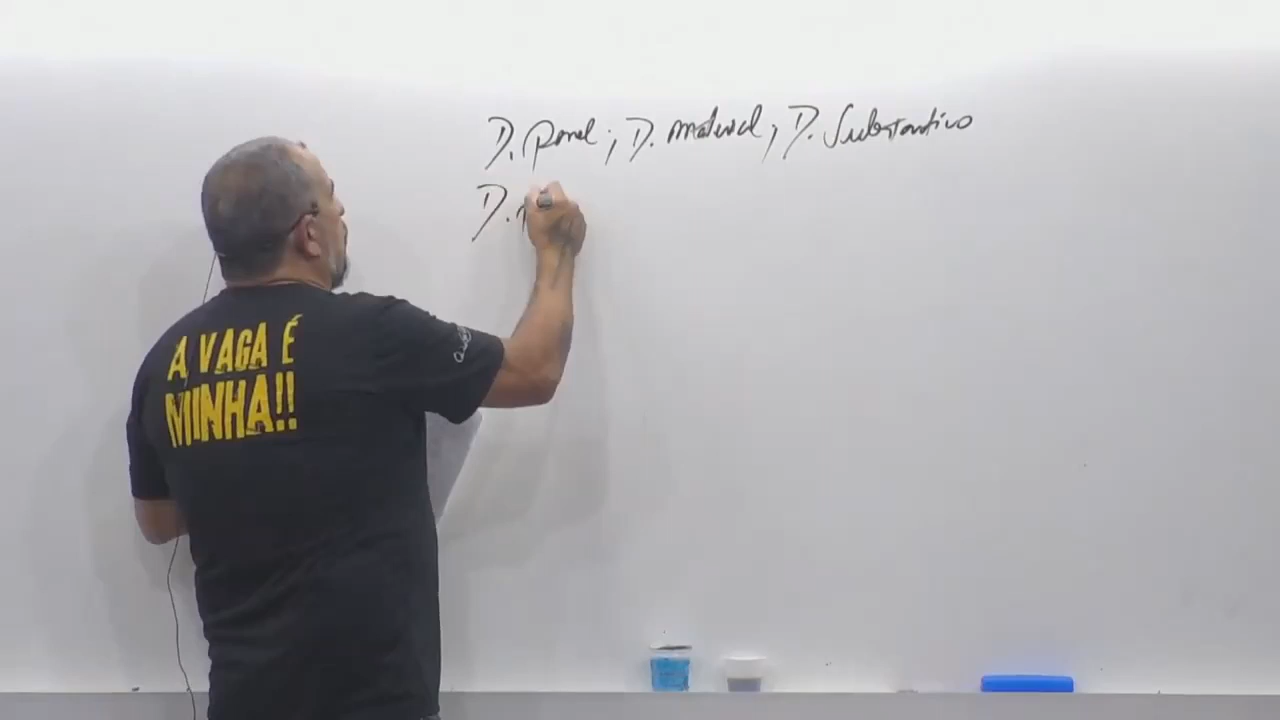 D. penal; D. material; D. Substantivo
D.
A VAGA É
MINHA!!